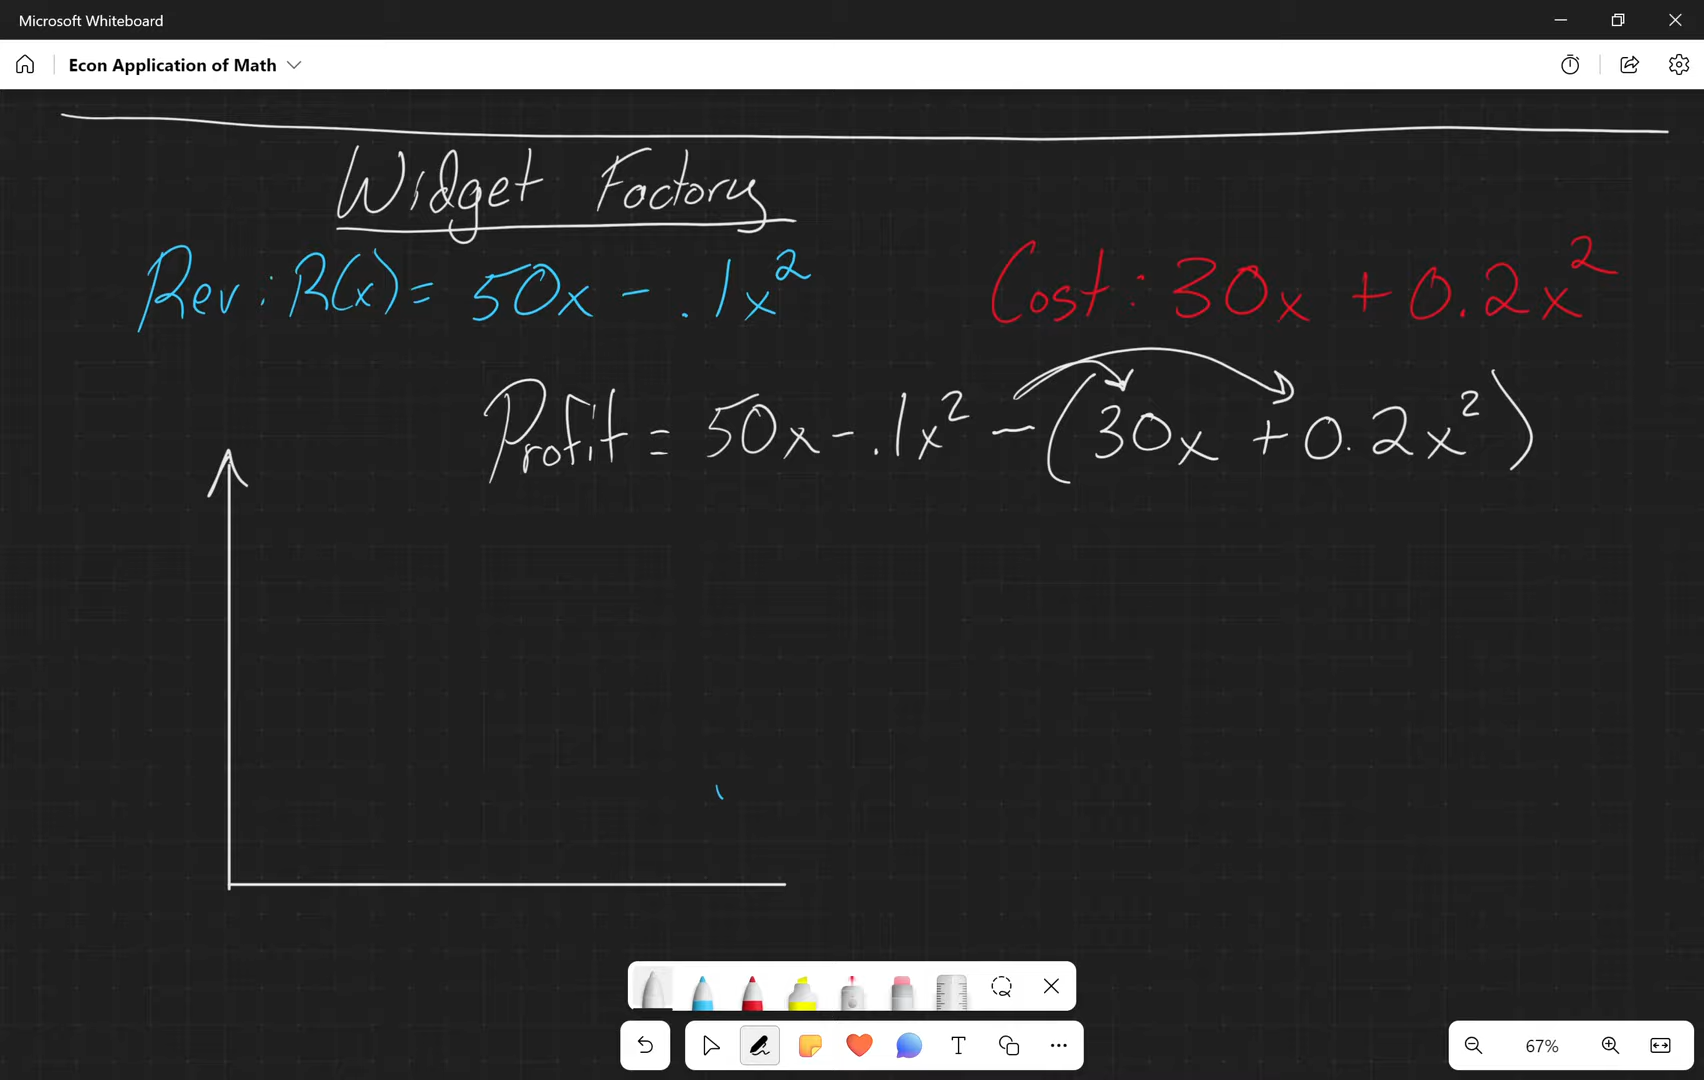 Microsoft Whiteboard
Econ Application of Math
Widget Factory
Rev: R(x) = 50x - .1x²
Cost: 30x + 0.2x²
Profit = 50x - .1x² - (30x + 0.2x²)
67%